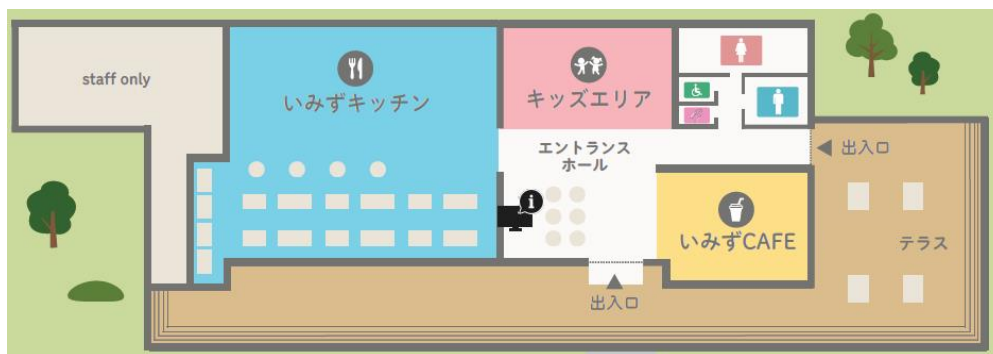 staff only
いみずキッチン
キッズエリア
エントランス
ホール
出入口
i
いみずCAFE
テラス
出入口